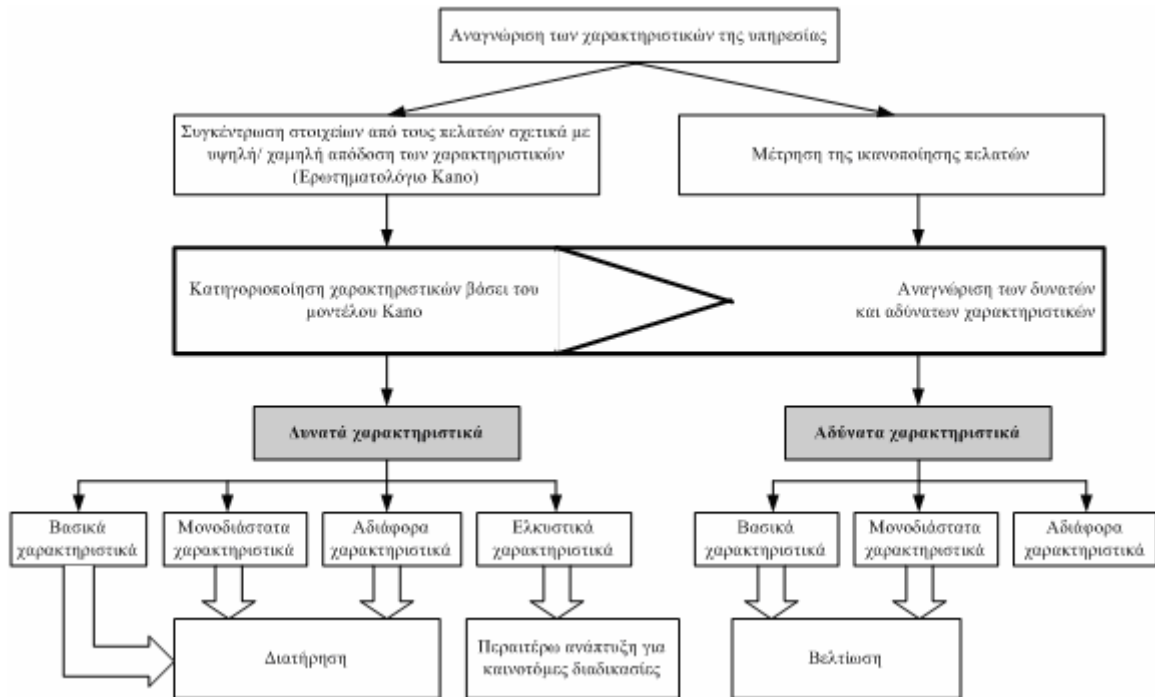 Αναγνώριση των χαρακτηριστικών της υπηρεσίας
Συγκέντρωση στοιχείων από τους πελατών σχετικά με
υψηλή/ χαμηλή απόδοση των χαρακτηριστικών
(Ερωτηματολόγιο Kano)
Μέτρηση της ικανοποίησης πελατών
Κατηγοριοποίηση χαρακτηριστικών βάσει του
μοντέλου Kano
Αναγνώριση των δυνατών
και αδύνατων χαρακτηριστικών
Δυνατά χαρακτηριστικά
Αδύνατα χαρακτηριστικά
Βασικά
χαρακτηριστικά
Μονοδιάστατα
χαρακτηριστικά
Αδιάφορα
χαρακτηριστικά
Ελκυστικά
χαρακτηριστικά
Βασικά
χαρακτηριστικά
Μονοδιάστατα
χαρακτηριστικά
Αδιάφορα
χαρακτηριστικά
Διατήρηση
Περαιτέρω ανάπτυξη για
καινοτόμες διαδικασίες
Βελτίωση